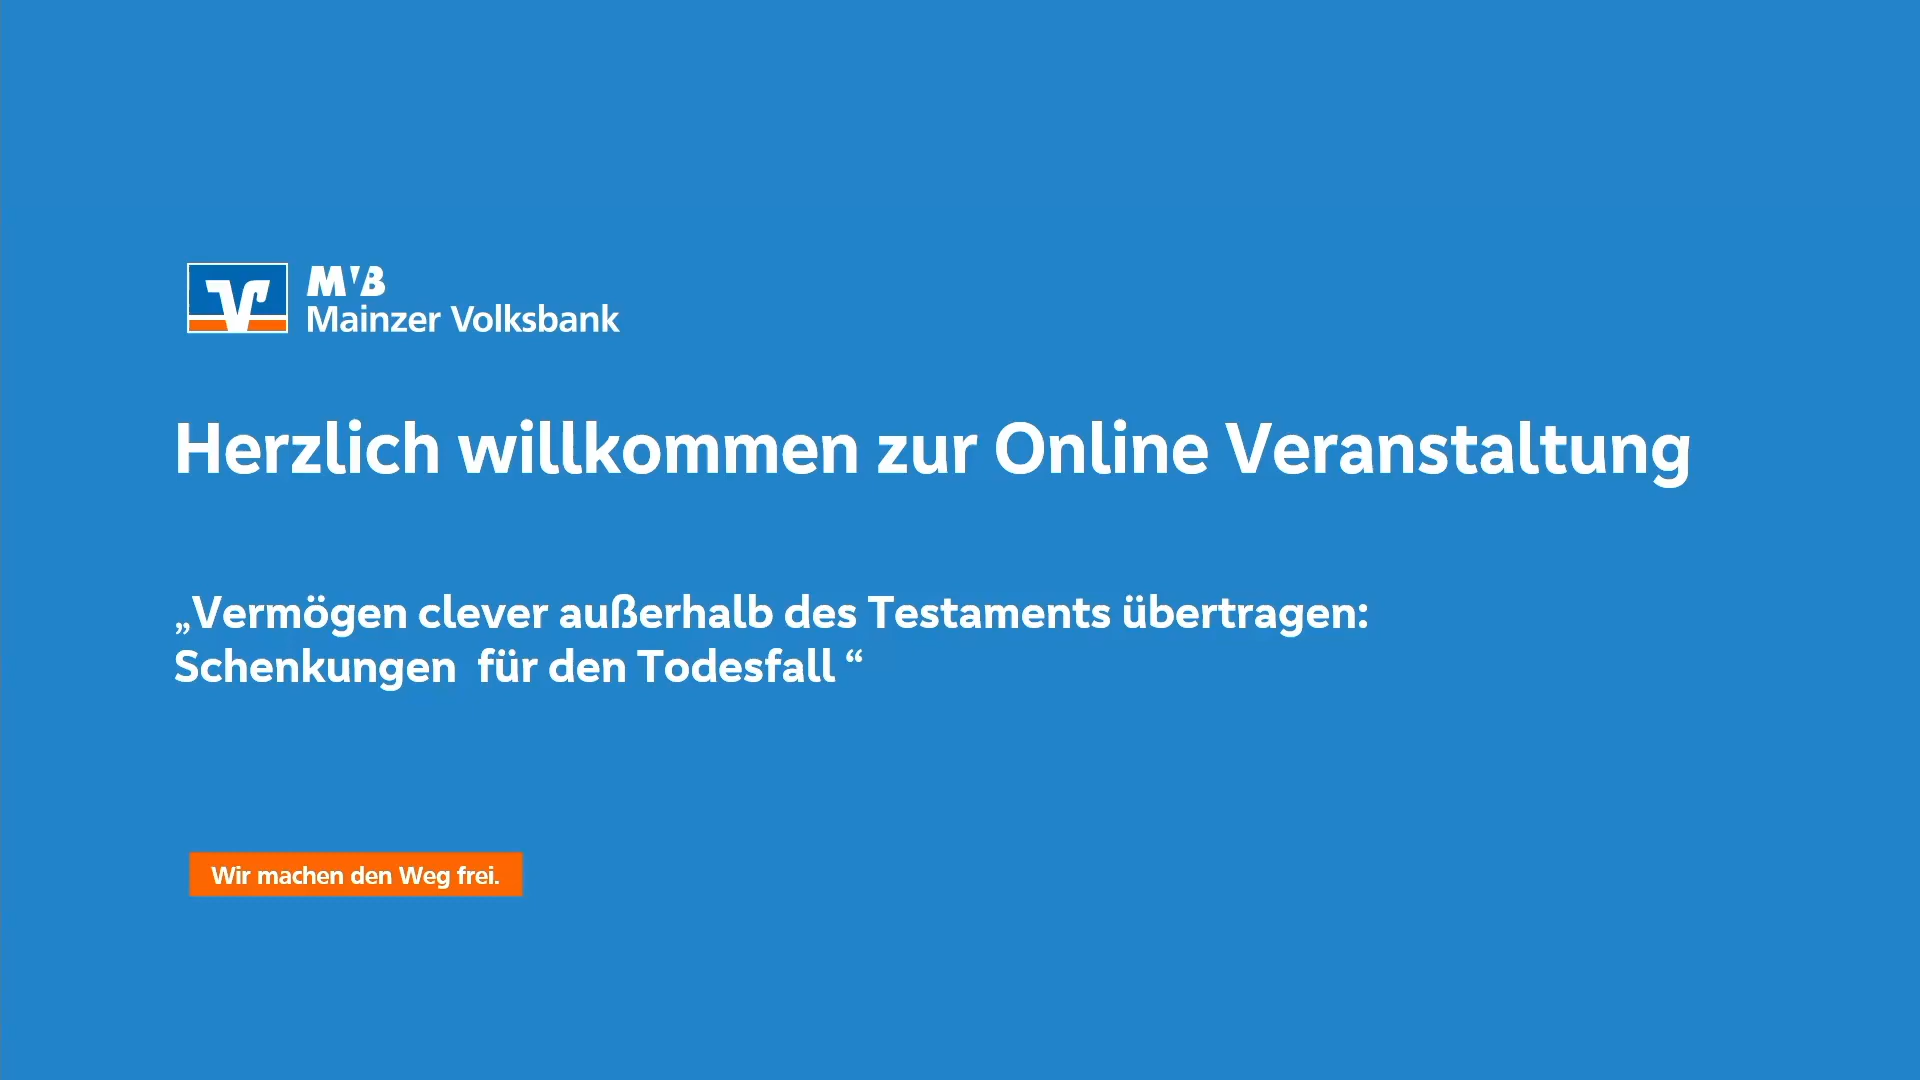 MVB
Mainzer Volksbank
Herzlich willkommen zur Online Veranstaltung
„Vermögen clever außerhalb des Testaments übertragen:
Schenkungen  für den Todesfall “
Wir machen den Weg frei.